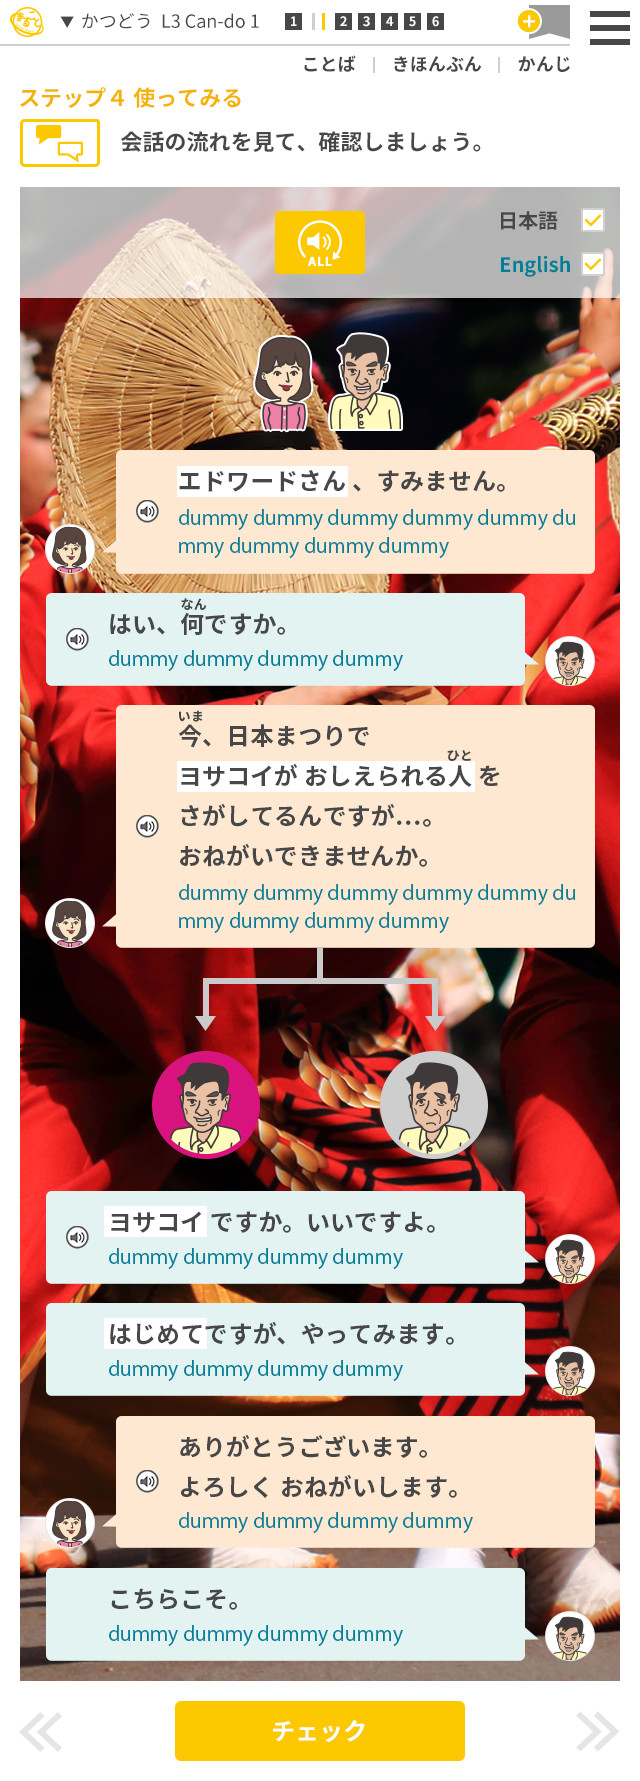 ▼ かつどう L3 Can-do 1
1 2 3 4 5 6
ことば | きほんぶん | かんじ
ステップ４ 使ってみる
会話の流れを見て、確認しましょう。
ALL
日本語
English
エドワードさん、すみません。
dummy dummy dummy dummy dummy du
mmy dummy dummy dummy
なん
はい、何ですか。
dummy dummy dummy dummy
いま
今、日本まつりで
ひと
ヨサコイが おしえられる人 を
さがしてるんですが…。
おねがいできませんか。
dummy dummy dummy dummy dummy du
mmy dummy dummy dummy
ヨサコイ ですか。いいですよ。
dummy dummy dummy dummy
はじめてですが、やってみます。
dummy dummy dummy dummy
ありがとうございます。
よろしく おねがいします。
dummy dummy dummy dummy
こちらこそ。
dummy dummy dummy dummy
チェック